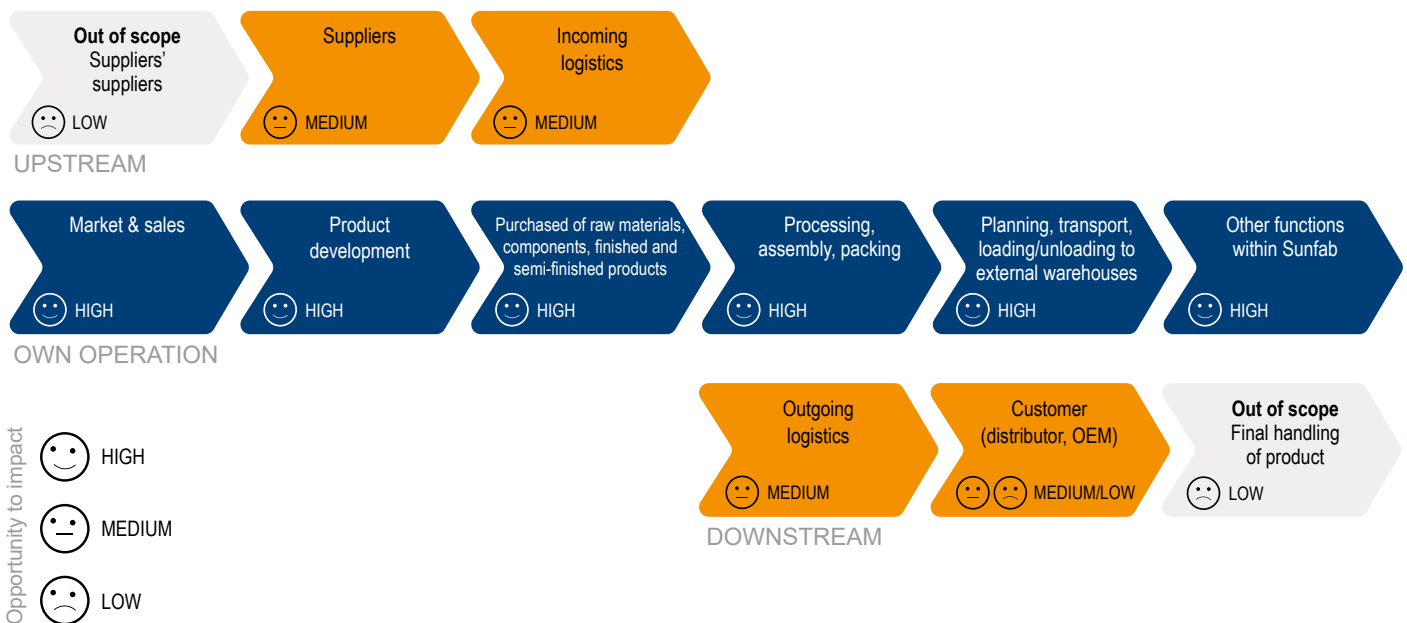 Out of scope
Suppliers’
suppliers
LOW
Suppliers
MEDIUM
Incoming
logistics
MEDIUM
UPSTREAM
Market & sales
HIGH
Product
development
HIGH
Purchased of raw materials,
components, finished and
semi-finished products
HIGH
Processing,
assembly, packing
HIGH
Planning, transport,
loading/unloading to
external warehouses
HIGH
Other functions
within Sunfab
HIGH
OWN OPERATION
Outgoing
logistics
MEDIUM
Customer
(distributor, OEM)
MEDIUM/LOW
Out of scope
Final handling
of product
LOW
DOWNSTREAM
Opportunity to impact
HIGH
MEDIUM
LOW